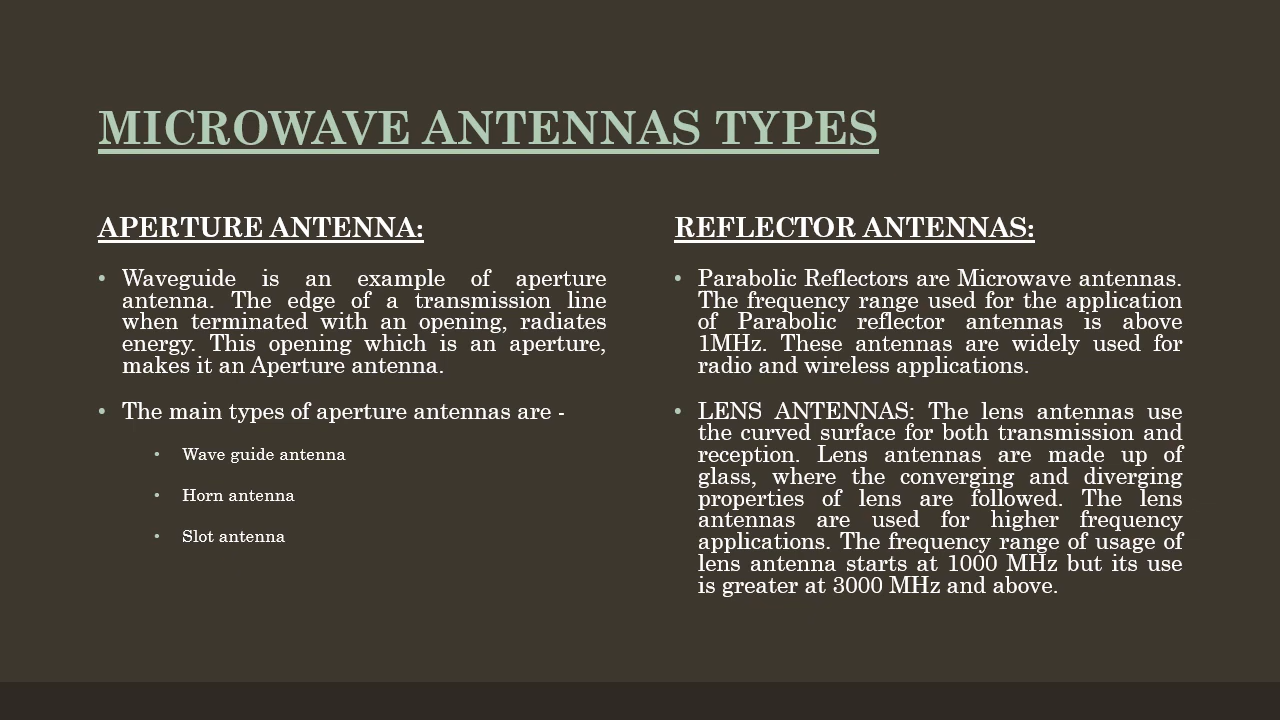 MICROWAVE ANTENNAS TYPES
APERTURE ANTENNA:
• Waveguide is an example of aperture
antenna. The edge of a transmission line
when terminated with an opening, radiates
energy. This opening which is an aperture,
makes it an Aperture antenna.
• The main types of aperture antennas are -
• Wave guide antenna
• Horn antenna
• Slot antenna
REFLECTOR ANTENNAS:
• Parabolic Reflectors are Microwave antennas.
The frequency range used for the application
of Parabolic reflector antennas is above
1MHz. These antennas are widely used for
radio and wireless applications.
• LENS ANTENNAS: The lens antennas use
the curved surface for both transmission and
reception. Lens antennas are made up of
glass, where the converging and diverging
properties of lens are followed. The lens
antennas are used for higher frequency
applications. The frequency range of usage of
lens antenna starts at 1000 MHz but its use
is greater at 3000 MHz and above.